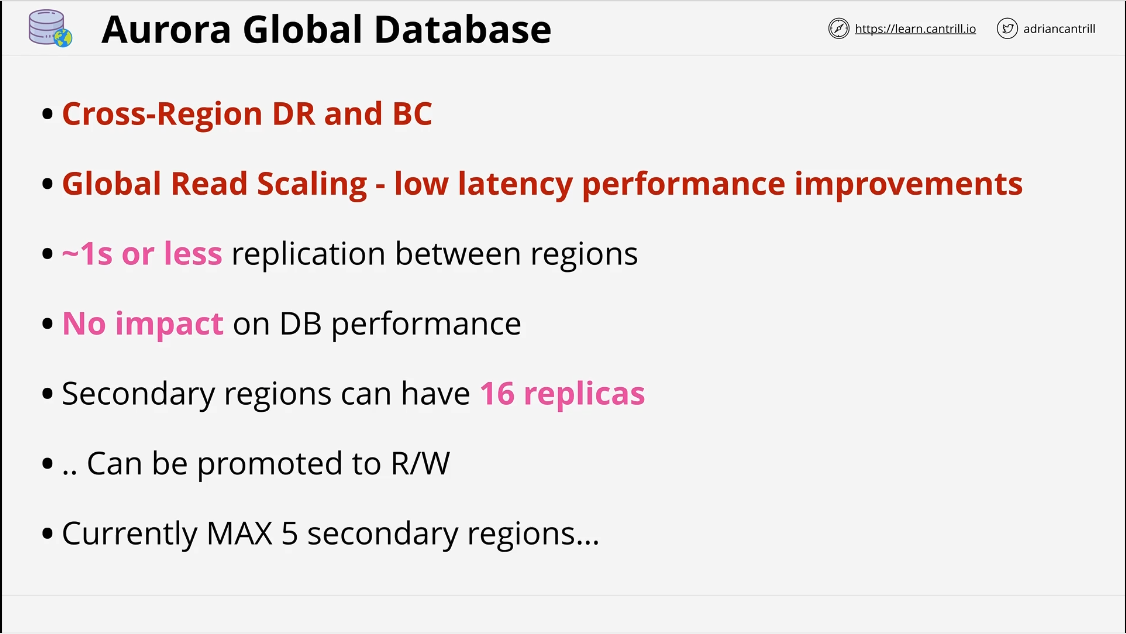 Aurora Global Database
https://learn.cantrill.io
adriancantrill
• Cross-Region DR and BC
• Global Read Scaling - low latency performance improvements
• ~1s or less replication between regions
• No impact on DB performance
• Secondary regions can have 16 replicas
• .. Can be promoted to R/W
• Currently MAX 5 secondary regions...